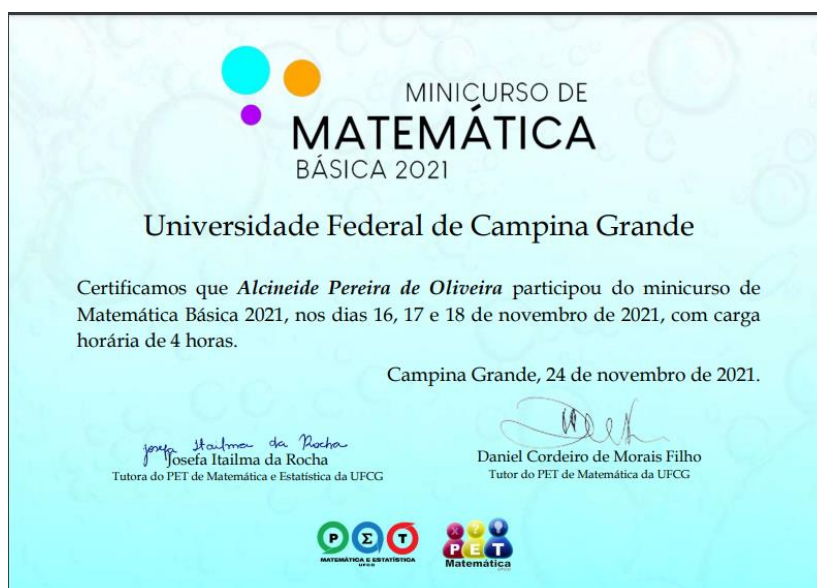 MINICURSO DE
MATEMÁTICA
BÁSICA 2021
Universidade Federal de Campina Grande
Certificamos que Alcineide Pereira de Oliveira participou do minicurso de
Matemática Básica 2021, nos dias 16, 17 e 18 de novembro de 2021, com carga
horária de 4 horas.
Campina Grande, 24 de novembro de 2021.
Josefa Itailma da Rocha
Josefa Itailma da Rocha
Tutora do PET de Matemática e Estatística da UFCG
Daniel Cordeiro de Morais Filho
Tutor do PET de Matemática da UFCG
P Σ T
MATEMÁTICA E ESTATÍSTICA
UFCG
X ?
PET
Matemática